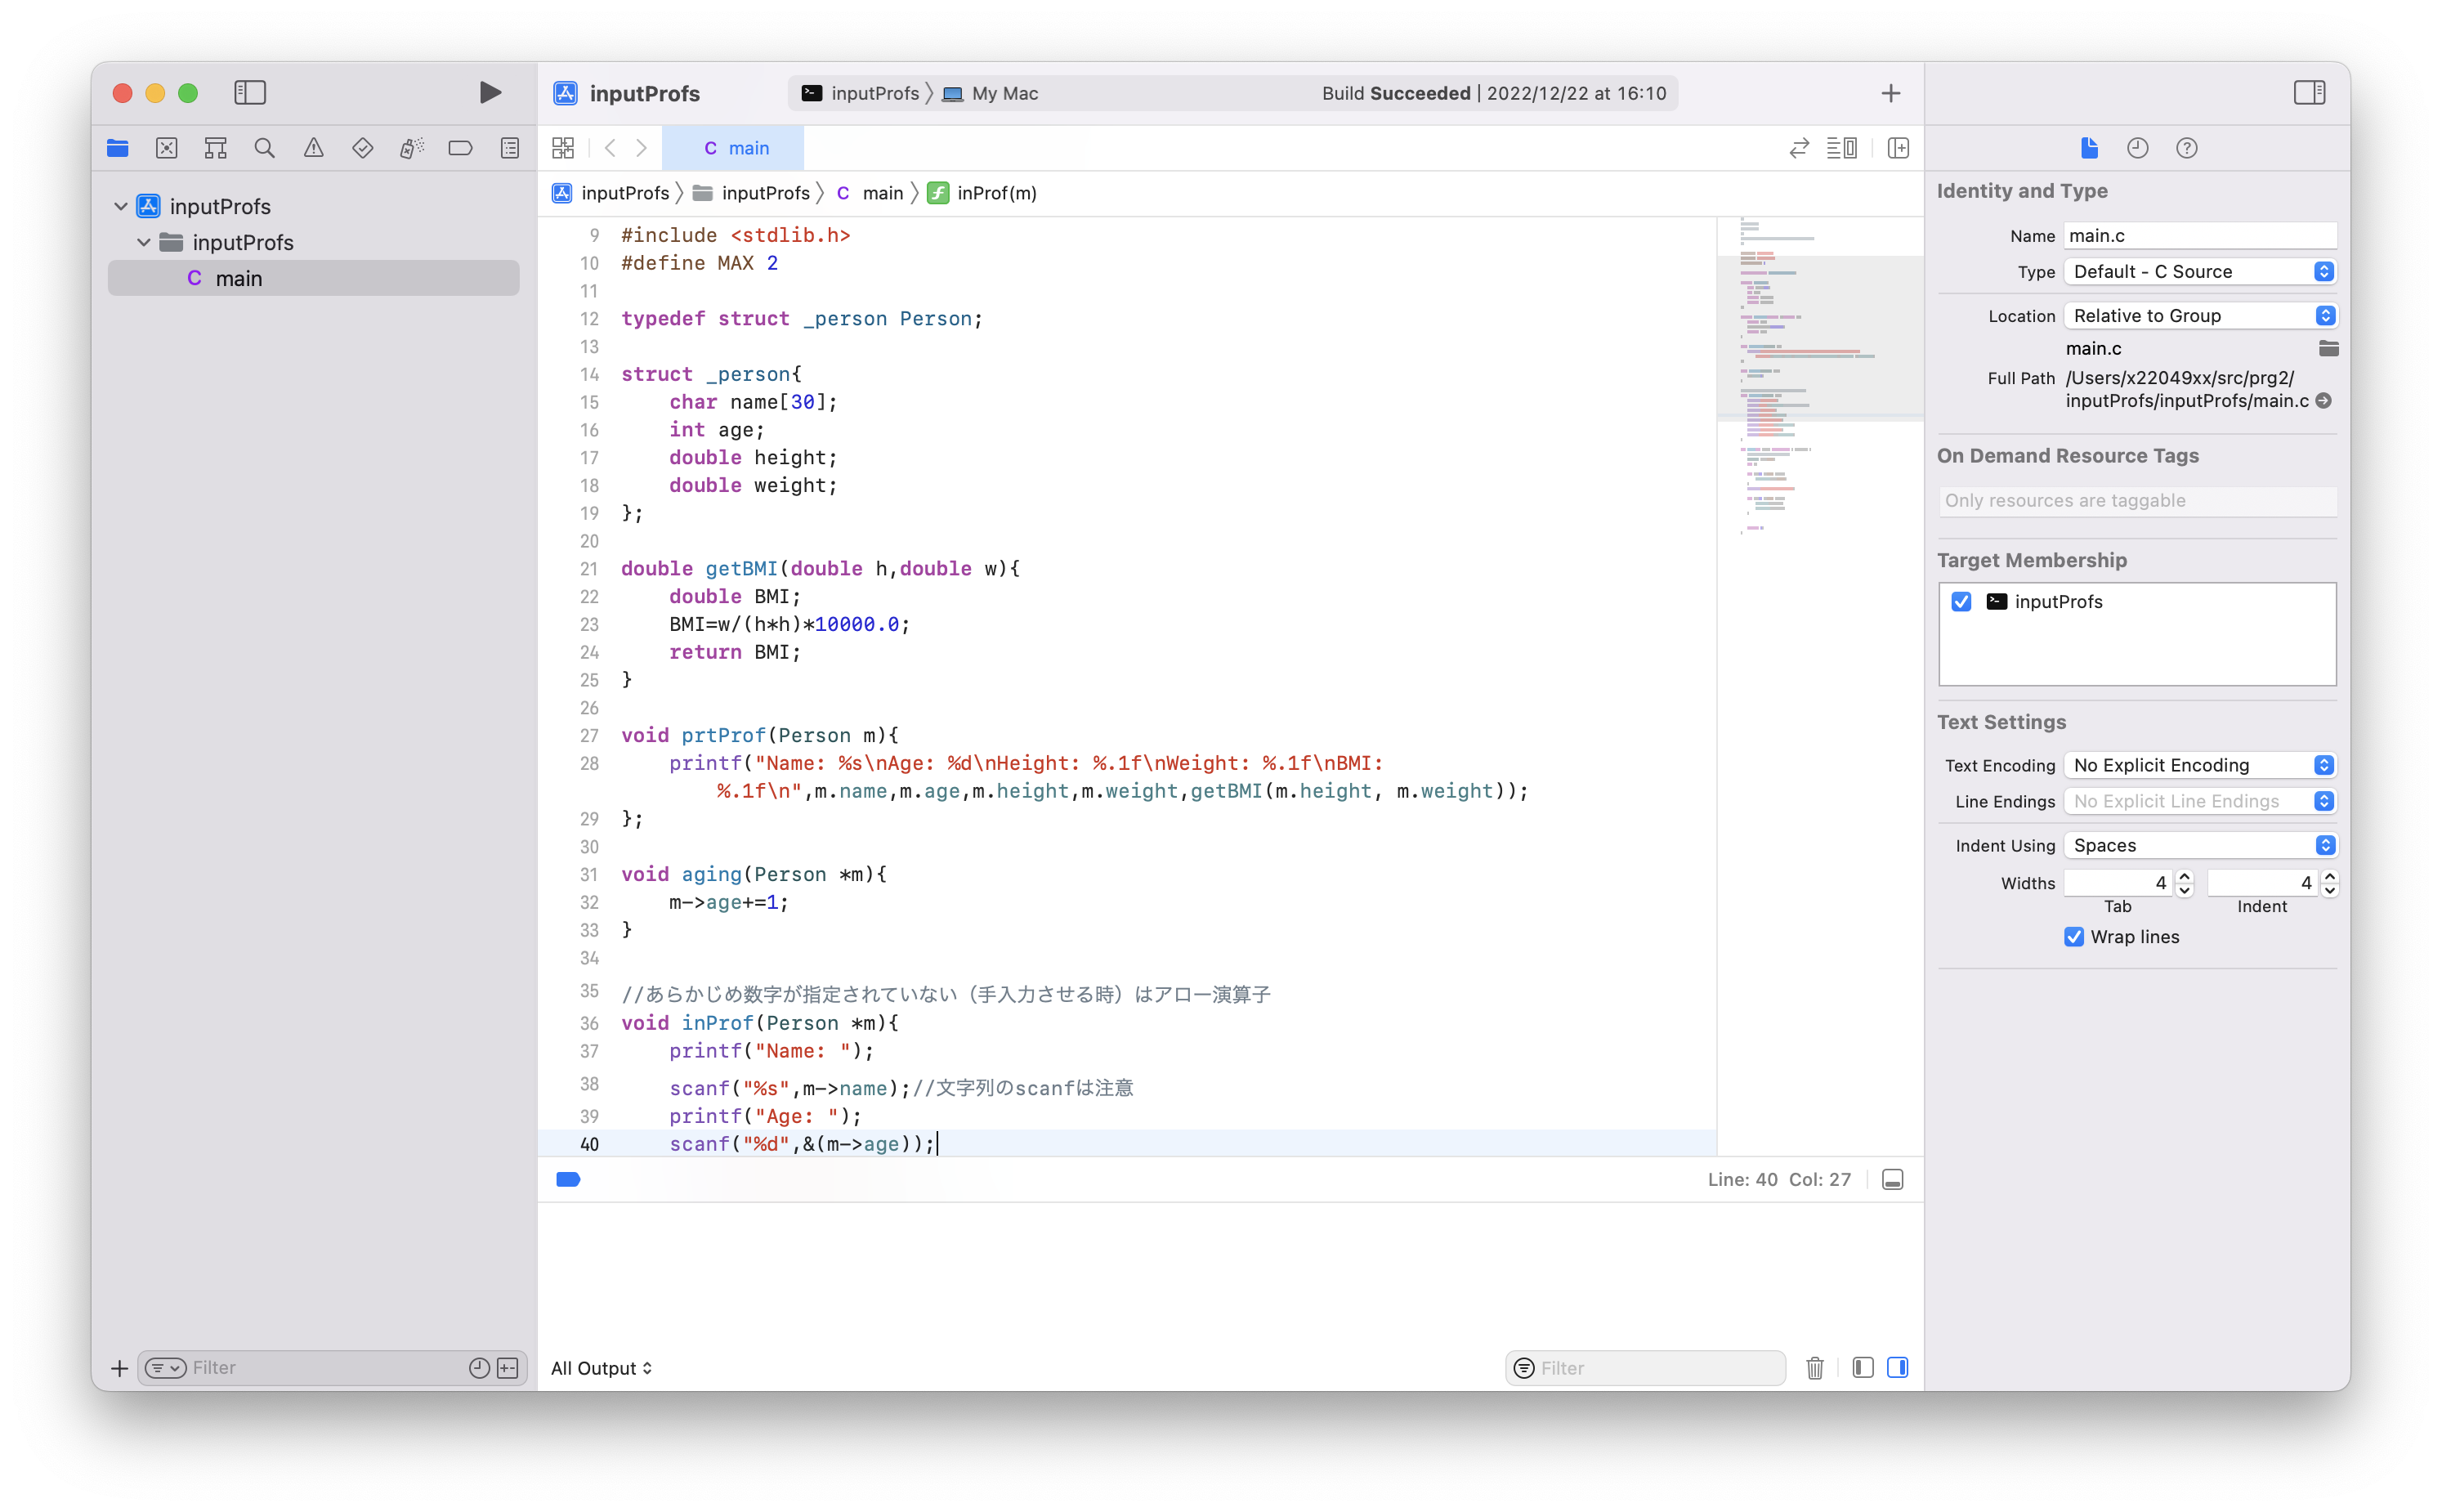 inputProfs
inputProfs
My Mac
Build Succeeded | 2022/12/22 at 16:10
C main
inputProfs
inputProfs
C main
inputProfs
inputProfs
C main
inProf(m)
9 #include <stdlib.h>
10 #define MAX 2
11
12 typedef struct _person Person;
13
14 struct _person{
15 char name[30];
16 int age;
17 double height;
18 double weight;
19 };
20
21 double getBMI(double h,double w){
22 double BMI;
23 BMI=w/(h*h)*10000.0;
24 return BMI;
25 }
26
27 void prtProf(Person m){
28 printf("Name: %s\nAge: %d\nHeight: %.1f\nWeight: %.1f\nBMI:
%.1f\n",m.name,m.age,m.height,m.weight,getBMI(m.height, m.weight));
29 };
30
31 void aging(Person *m){
32 m->age+=1;
33 }
34
35 //あらかじめ数字が指定されていない（手入力させる時）はアロー演算子
36 void inProf(Person *m){
37 printf("Name: ");
38 scanf("%s",m->name);//文字列のscanfは注意
39 printf("Age: ");
40 scanf("%d",&(m->age));
Line: 40 Col: 27
Filter
All Output
Filter
Identity and Type
Name main.c
Type Default - C Source
Location Relative to Group
main.c
Full Path /Users/x22049xx/src/prg2/
inputProfs/inputProfs/main.c
On Demand Resource Tags
Only resources are taggable
Target Membership
inputProfs
Text Settings
Text Encoding No Explicit Encoding
Line Endings No Explicit Line Endings
Indent Using Spaces
Widths 4 4
Tab Indent
Wrap lines